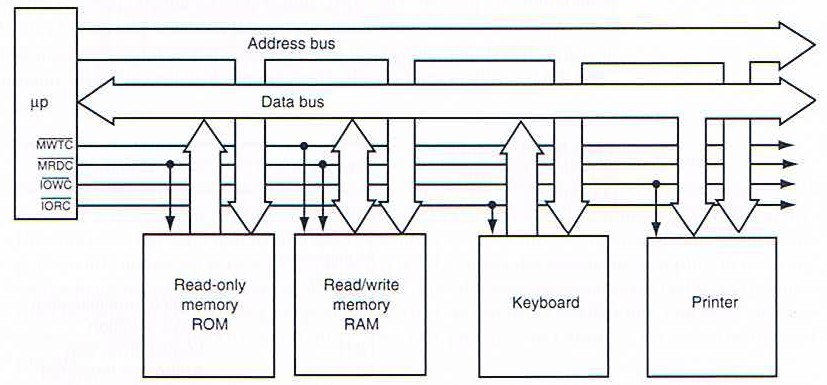 Address bus
μp
Data bus
MWTC
MRDC
IOWC
IORC
Read-only
memory
ROM
Read/write
memory
RAM
Keyboard
Printer